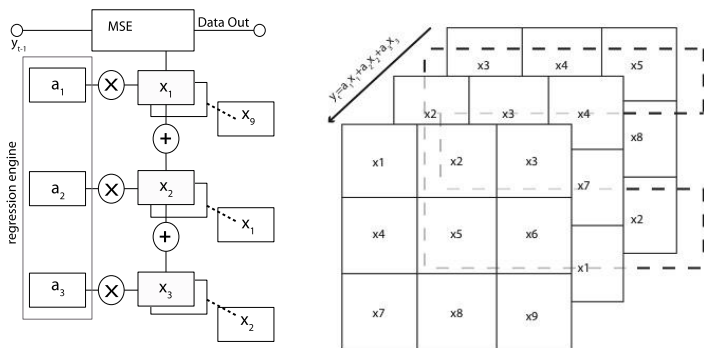 MSE
Data Out
y_t-1
regression engine
a_1
X
x_1
x_9
+
a_2
X
x_2
x_1
+
a_3
X
x_3
x_2
y_t=a_1x_1+a_2x_2+a_3x_3
x3 x4 x5
x2 x3 x4
x8
x1 x2 x3
x7
x2
x4 x5 x6
x1
x7 x8 x9